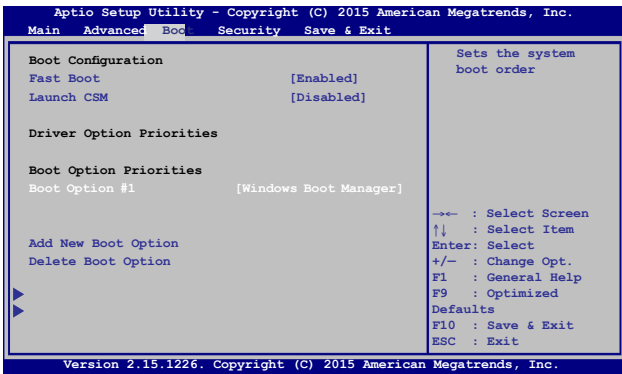 Aptio Setup Utility - Copyright (C) 2015 American Megatrends, Inc.
Main Advanced Boot Security Save & Exit
Boot Configuration
Fast Boot [Enabled]
Launch CSM [Disabled]
Driver Option Priorities
Boot Option Priorities
Boot Option #1 [Windows Boot Manager]
Add New Boot Option
Delete Boot Option
Sets the system
boot order
→← : Select Screen
↑↓ : Select Item
Enter: Select
+/— : Change Opt.
F1 : General Help
F9 : Optimized
Defaults
F10 : Save & Exit
ESC : Exit
Version 2.15.1226. Copyright (C) 2015 American Megatrends, Inc.